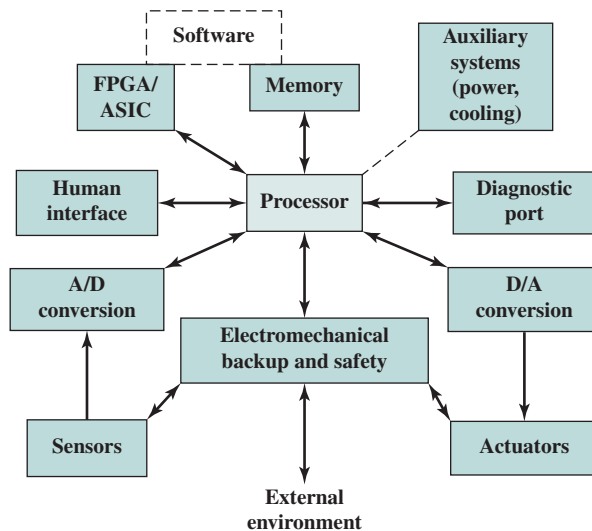 Software
Auxiliary
systems
(power,
cooling)
FPGA/
ASIC
Memory
Human
interface
Processor
Diagnostic
port
A/D
conversion
D/A
conversion
Electromechanical
backup and safety
Sensors
Actuators
External
environment